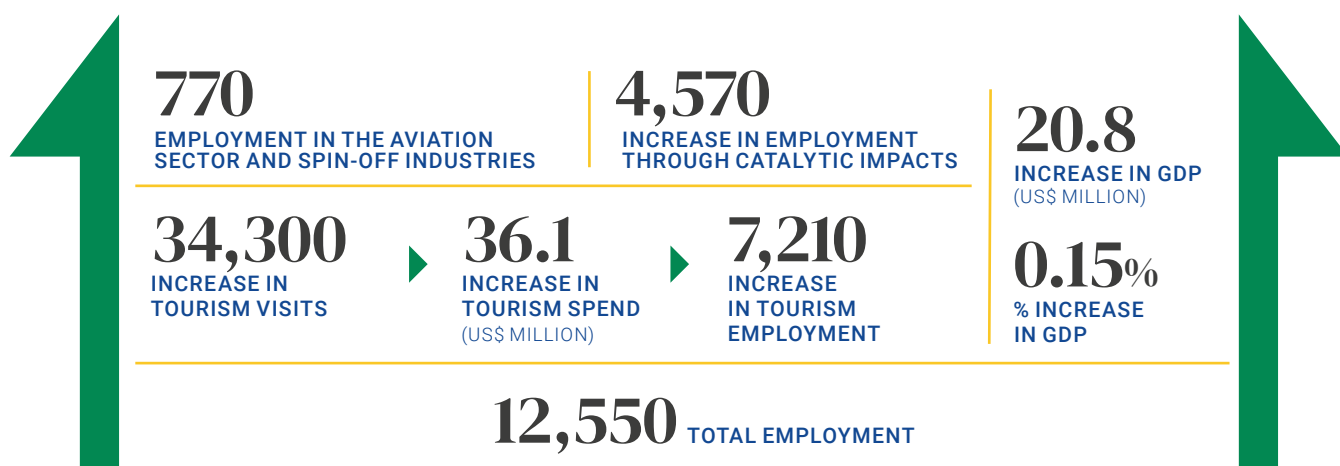 770
EMPLOYMENT IN THE AVIATION
SECTOR AND SPIN-OFF INDUSTRIES
4,570
INCREASE IN EMPLOYMENT
THROUGH CATALYTIC IMPACTS
20.8
INCREASE IN GDP
(US$ MILLION)
34,300
INCREASE IN
TOURISM VISITS
36.1
INCREASE IN
TOURISM SPEND
(US$ MILLION)
7,210
INCREASE
IN TOURISM
EMPLOYMENT
0.15%
% INCREASE
IN GDP
12,550 TOTAL EMPLOYMENT